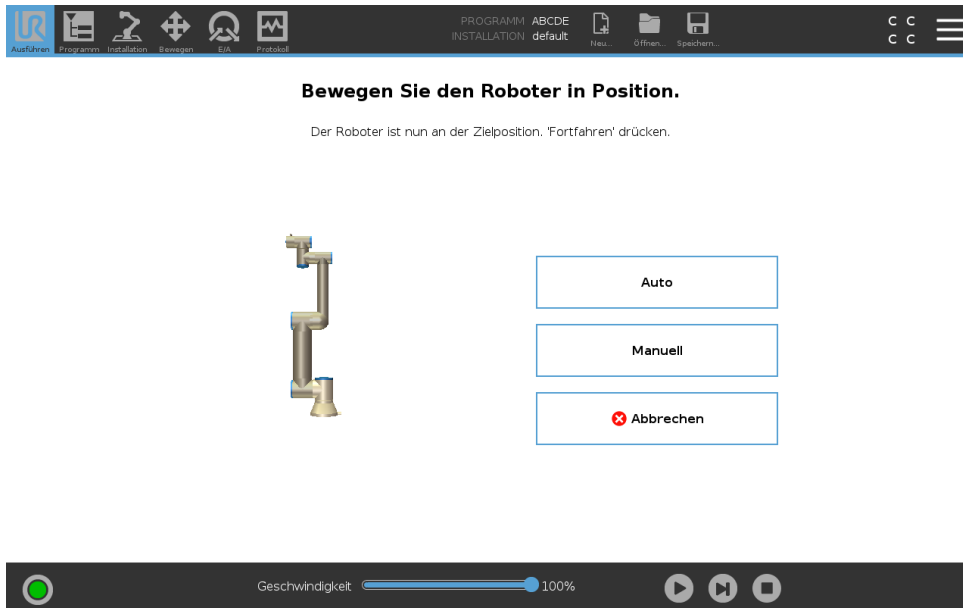 UR
PROGRAMM ABCDE
INSTALLATION default
C C
C C
Ausführen Programm Installation Bewegen E/A Protokoll Neu... Öffnen... Speichern...
Bewegen Sie den Roboter in Position.
Der Roboter ist nun an der Zielposition. 'Fortfahren' drücken.
Auto
Manuell
Abbrechen
Geschwindigkeit 100%